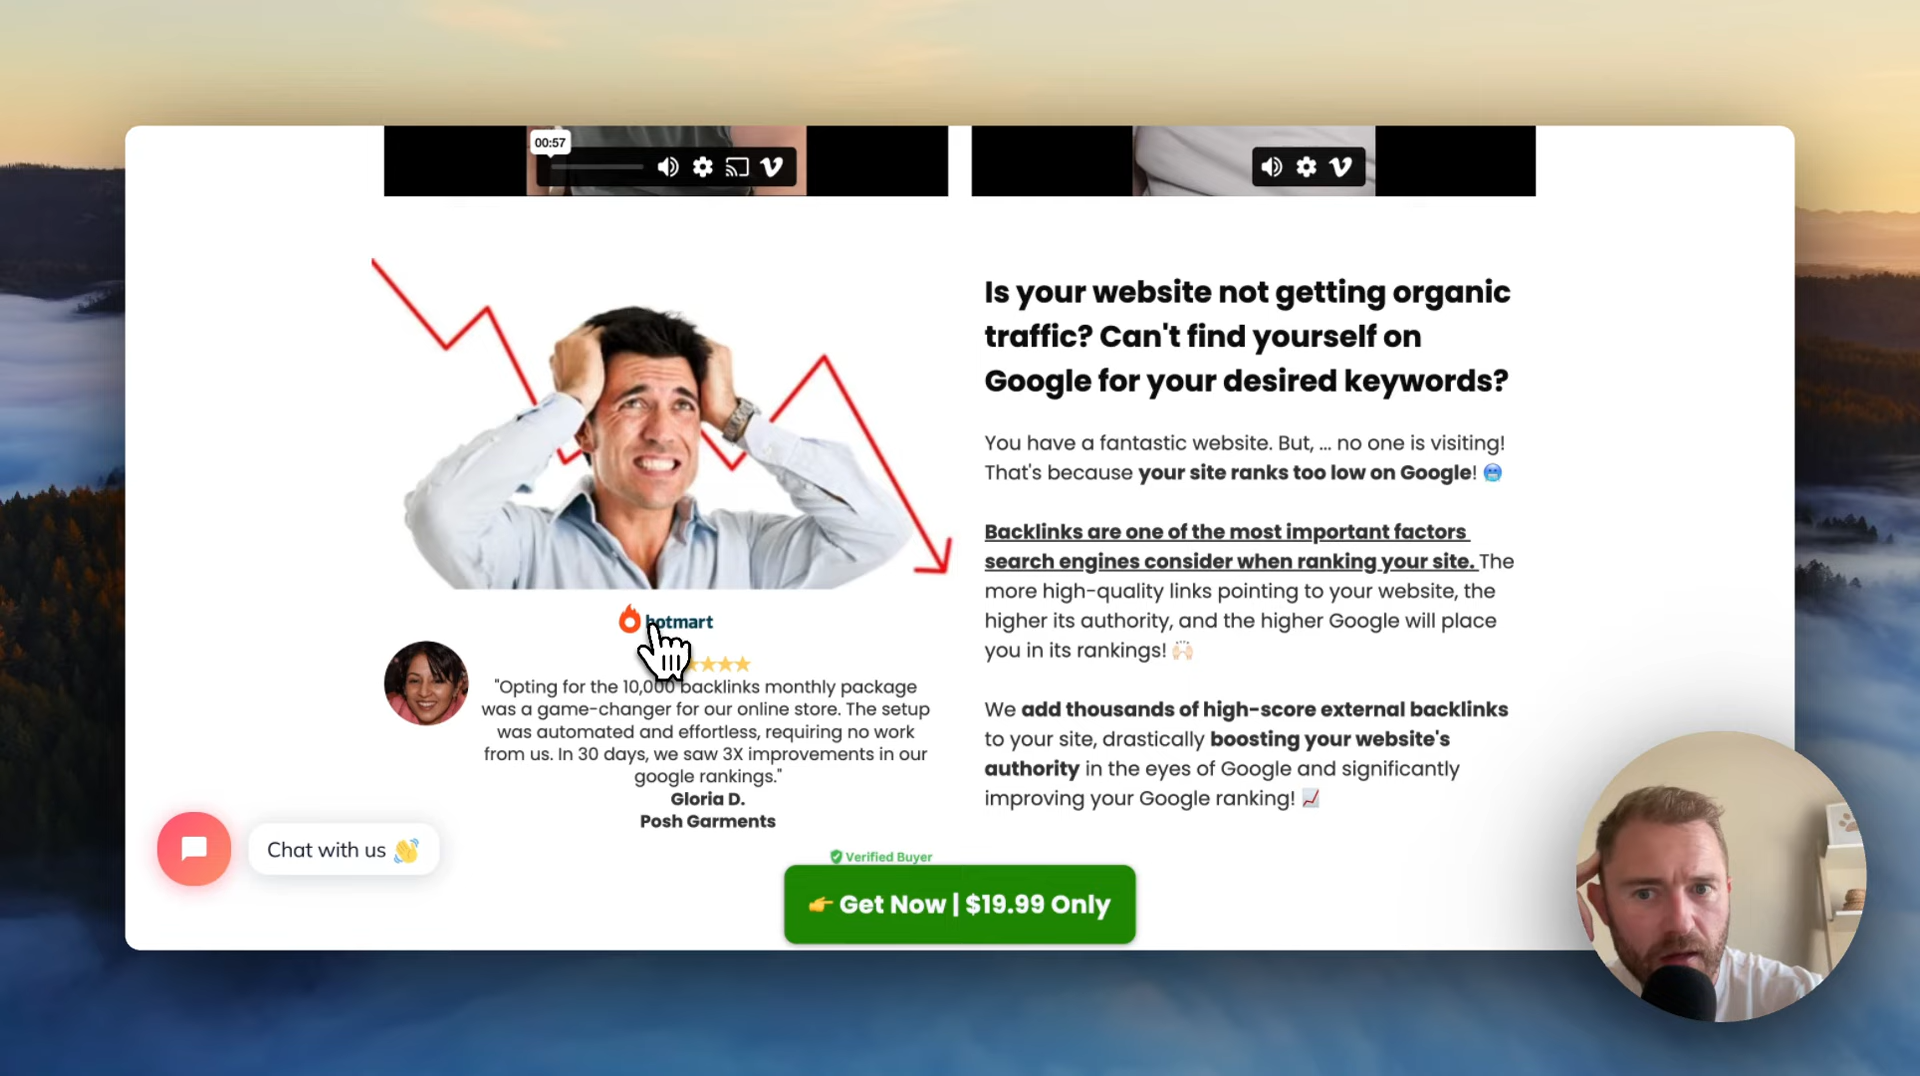 00:57
Is your website not getting organic
traffic? Can't find yourself on
Google for your desired keywords?
You have a fantastic website. But, ... no one is visiting!
That's because your site ranks too low on Google! 🥶
Backlinks are one of the most important factors
search engines consider when ranking your site. The
more high-quality links pointing to your website, the
higher its authority, and the higher Google will place
you in its rankings! 🙌🏻
We add thousands of high-score external backlinks
to your site, drastically boosting your website's
authority in the eyes of Google and significantly
improving your Google ranking! 📈
hotmart
"Opting for the 10,000 backlinks monthly package
was a game-changer for our online store. The setup
was automated and effortless, requiring no work
from us. In 30 days, we saw 3X improvements in our
google rankings."
Gloria D.
Posh Garments
Verified Buyer
Chat with us 👋
👉 Get Now | $19.99 Only